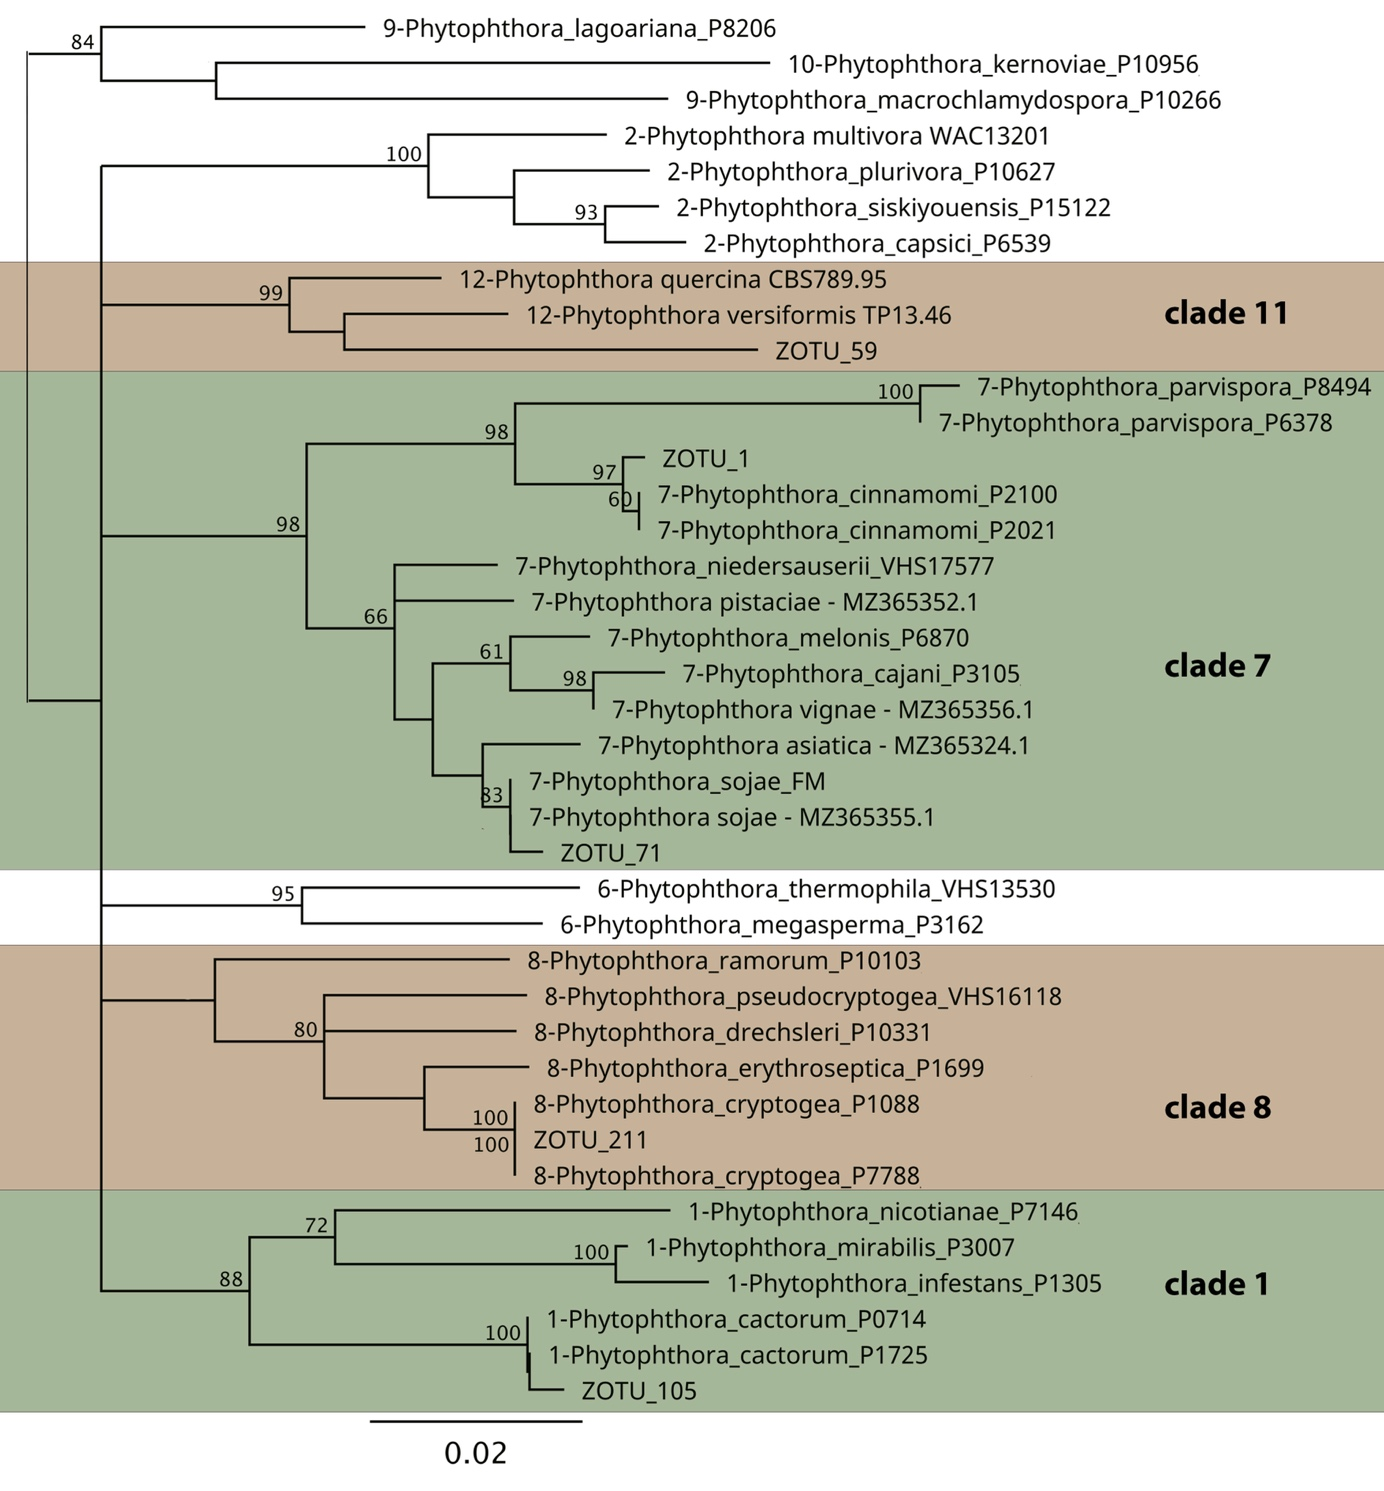 84
9-Phytophthora_lagoariana_P8206
10-Phytophthora_kernoviae_P10956
9-Phytophthora_macrochlamydospora_P10266
100
2-Phytophthora multivora WAC13201
2-Phytophthora_plurivora_P10627
93
2-Phytophthora_siskiyouensis_P15122
2-Phytophthora_capsici_P6539
99
12-Phytophthora quercina CBS789.95
12-Phytophthora versiformis TP13.46
clade 11
ZOTU_59
100
7-Phytophthora_parvispora_P8494
7-Phytophthora_parvispora_P6378
98
97
ZOTU_1
60
7-Phytophthora_cinnamomi_P2100
7-Phytophthora_cinnamomi_P2021
98
7-Phytophthora_niedersauserii_VHS17577
7-Phytophthora pistaciae - MZ365352.1
66
61
7-Phytophthora_melonis_P6870
98
7-Phytophthora_cajani_P3105
clade 7
7-Phytophthora vignae - MZ365356.1
7-Phytophthora asiatica - MZ365324.1
7-Phytophthora_sojae_FM
83
7-Phytophthora sojae - MZ365355.1
ZOTU_71
95
6-Phytophthora_thermophila_VHS13530
6-Phytophthora_megasperma_P3162
8-Phytophthora_ramorum_P10103
8-Phytophthora_pseudocryptogea_VHS16118
80
8-Phytophthora_drechsleri_P10331
8-Phytophthora_erythroseptica_P1699
8-Phytophthora_cryptogea_P1088
clade 8
100
100
ZOTU_211
8-Phytophthora_cryptogea_P7788
72
1-Phytophthora_nicotianae_P7146
100
1-Phytophthora_mirabilis_P3007
88
1-Phytophthora_infestans_P1305
clade 1
100
1-Phytophthora_cactorum_P0714
1-Phytophthora_cactorum_P1725
ZOTU_105
0.02